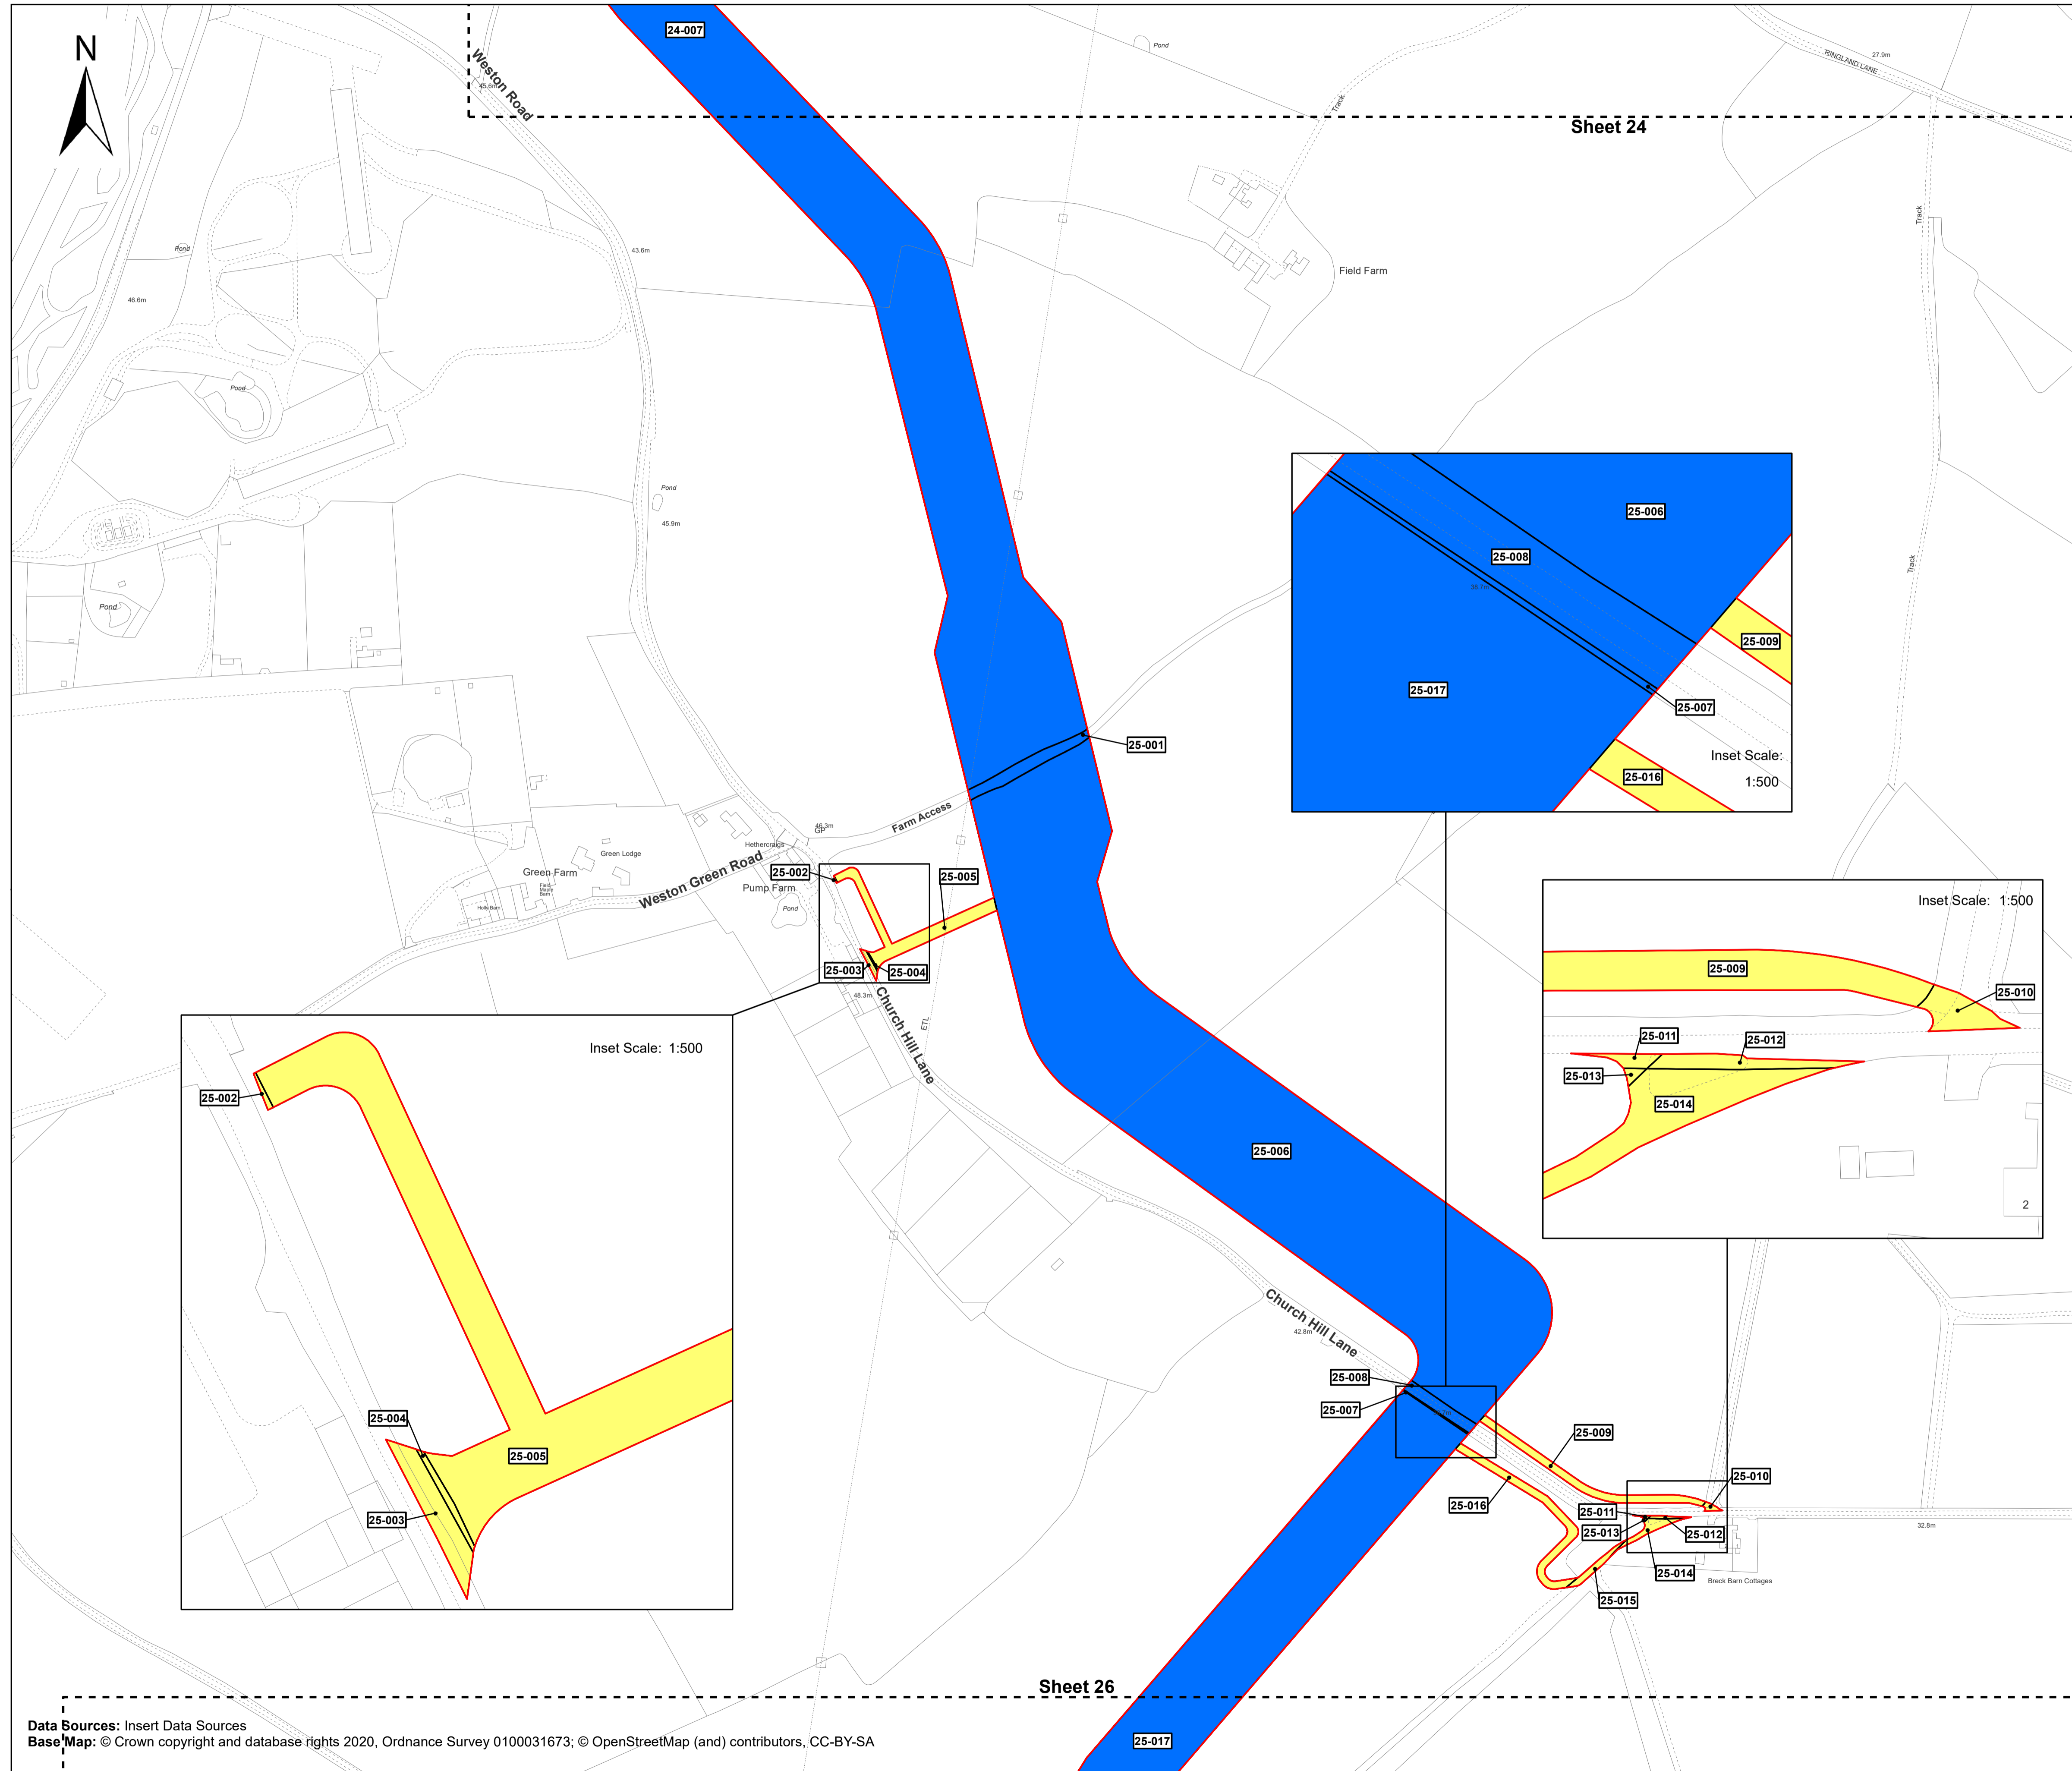 24-007
N
Weston Road
45.6m
Pond
27.9m
RINGLAND LANE
Track
Sheet 24
Track
43.6m
Pond
46.6m
Field Farm
Pond
Pond
45.9m
Pond
Track
25-006
25-008
25-009
25-017
25-007
25-016
Inset Scale:
1:500
25-001
Farm Access
46.3m
GP
Hethercraigs
Green Lodge
Green Farm
Weston Green Road
Pump Farm
Field
Maple
Barn
Holly Barn
Pond
25-002
25-005
25-003
25-004
48.3m
Church Hill Lane
ETL
Inset Scale: 1:500
25-009
25-010
25-011
25-012
25-013
25-014
2
Inset Scale: 1:500
25-002
25-004
25-005
25-003
25-006
Church Hill Lane
42.8m
25-008
25-007
25-009
25-010
25-016
25-011
25-013
25-012
25-014
25-015
32.8m
Breck Barn Cottages
Sheet 26
25-017
Data Sources: Insert Data Sources
Base Map: © Crown copyright and database rights 2020, Ordnance Survey 0100031673; © OpenStreetMap (and) contributors, CC-BY-SA